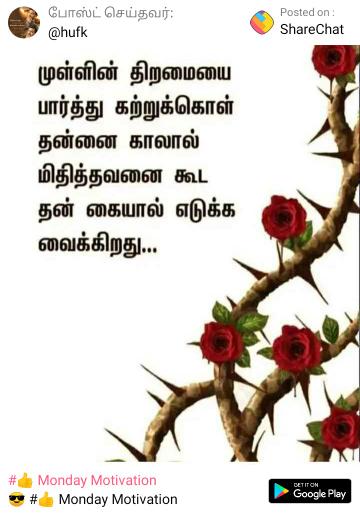 போஸ்ட் செய்தவர்:
@hufk
Posted on :
ShareChat
முள்ளின் திறமையை
பார்த்து கற்றுக்கொள்
தன்னை காலால்
மிதித்தவனை கூட
தன் கையால் எடுக்க
வைக்கிறது...
#👍 Monday Motivation
😎 #👍 Monday Motivation
GET IT ON
Google Play